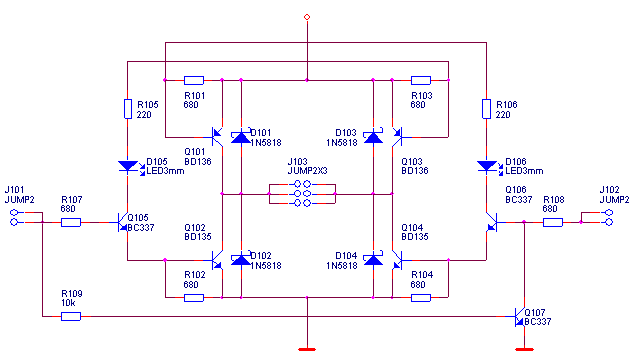 R105
220
R101
680
R103
680
R106
220
D101
1N5818
D103
1N5818
Q101
BD136
Q103
BD136
D105
LED3mm
J103
JUMP2X3
D106
LED3mm
J101
JUMP2
R107
680
Q105
BC337
Q106
BC337
R108
680
J102
JUMP2
Q102
BD135
Q104
BD135
D102
1N5818
D104
1N5818
R102
680
R104
680
R109
10k
Q107
BC337